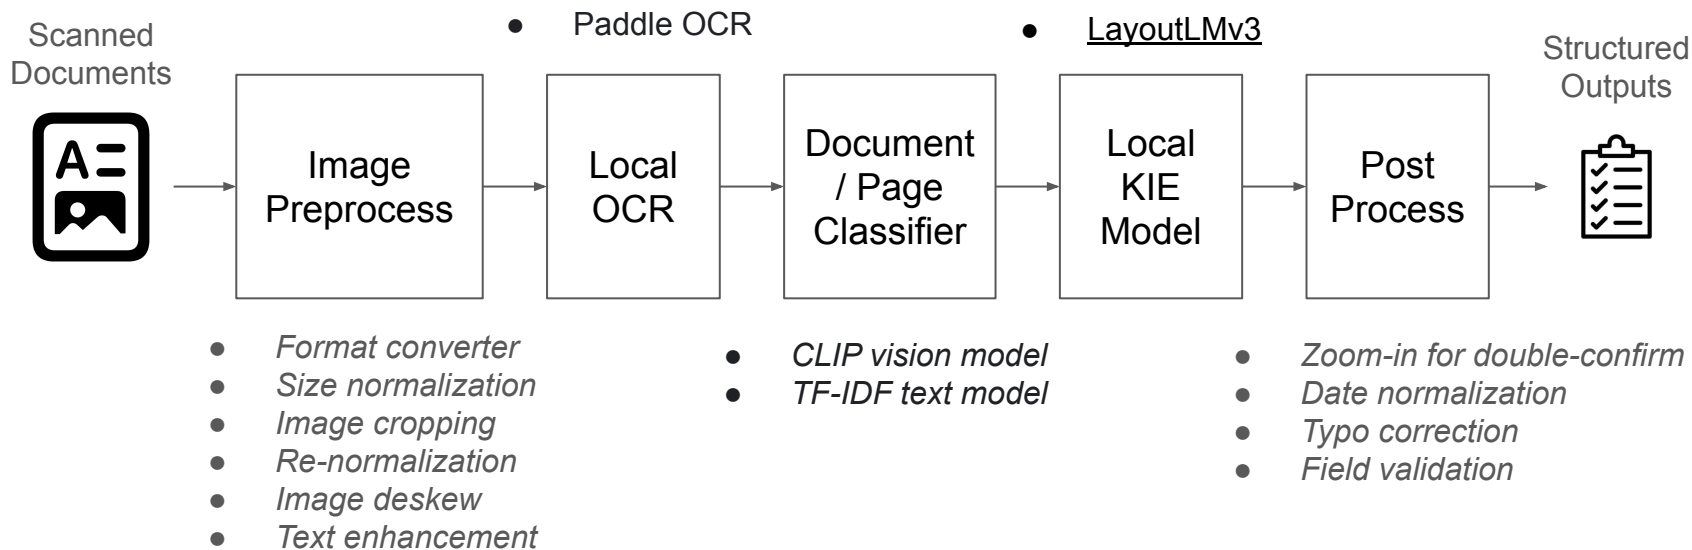 Scanned
Documents
● Paddle OCR
● LayoutLMv3
Structured
Outputs
A
Image
Preprocess
Local
OCR
Document
/ Page
Classifier
Local
KIE
Model
Post
Process
● Format converter
● Size normalization
● Image cropping
● Re-normalization
● Image deskew
● Text enhancement
● CLIP vision model
● TF-IDF text model
● Zoom-in for double-confirm
● Date normalization
● Typo correction
● Field validation